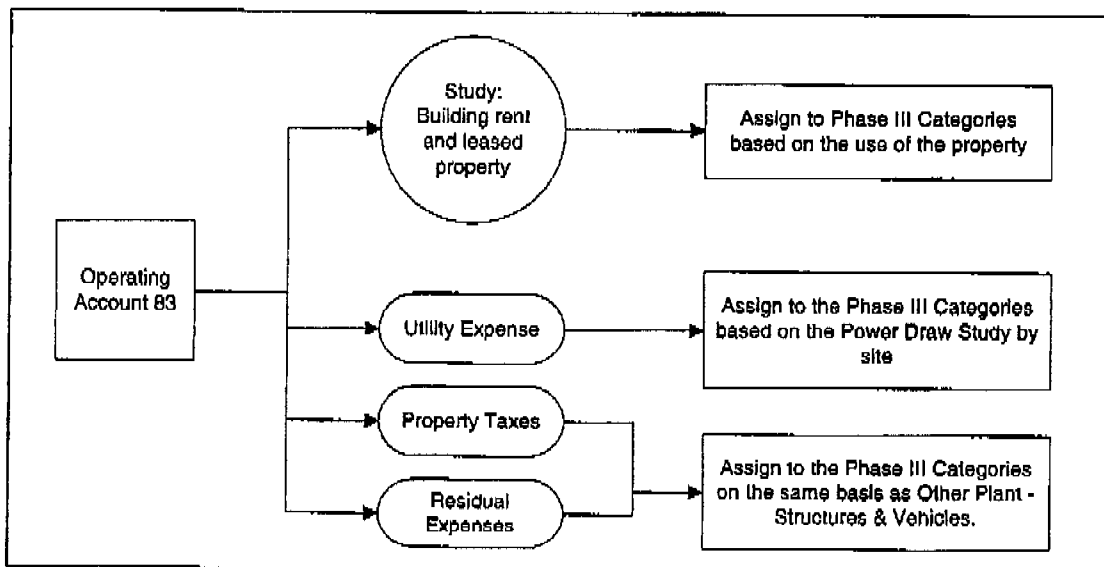 Study:
Building rent
and leased
property
Assign to Phase III Categories
based on the use of the property
Operating
Account 83
Utility Expense
Assign to the Phase III Categories
based on the Power Draw Study by
site
Property Taxes
Residual
Expenses
Assign to the Phase III Categories
on the same basis as Other Plant -
Structures & Vehicles.